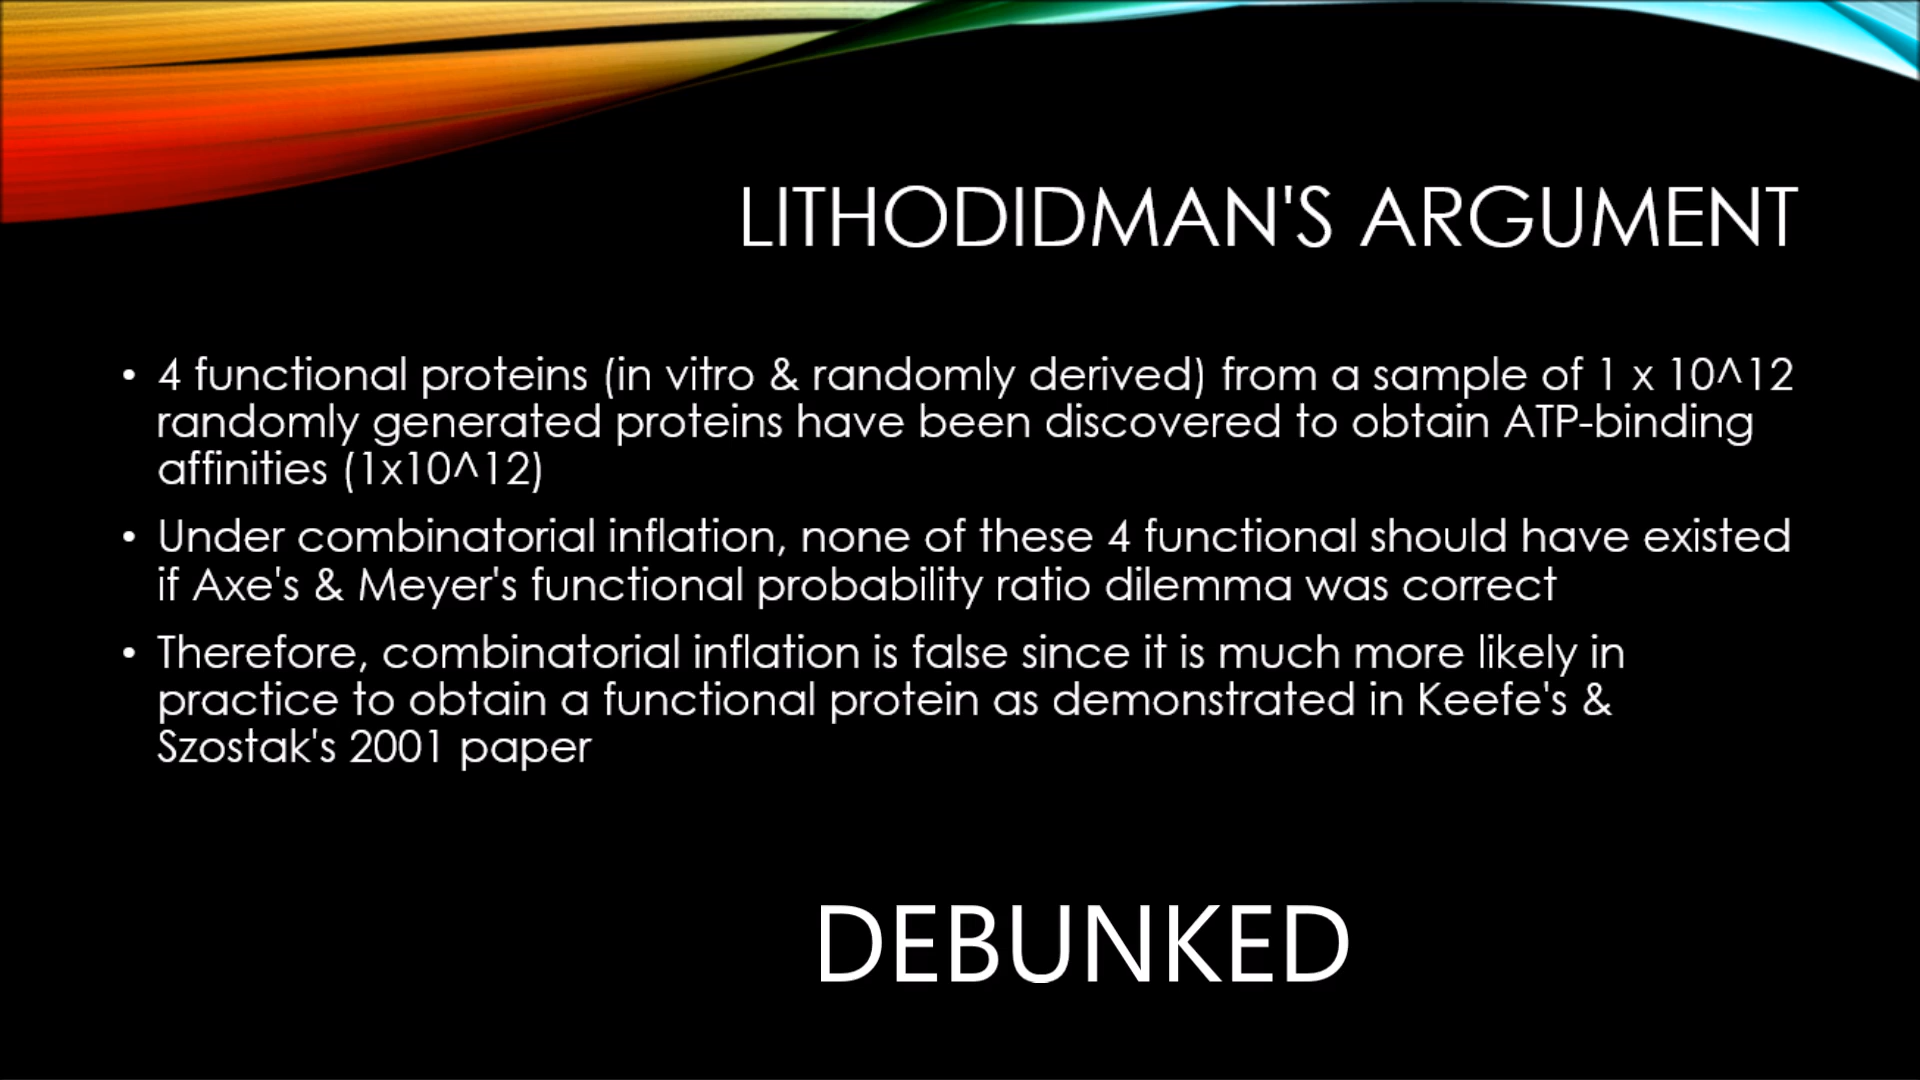 LITHODIDMAN'S ARGUMENT
• 4 functional proteins (in vitro & randomly derived) from a sample of 1 x 10^12
randomly generated proteins have been discovered to obtain ATP-binding
affinities (1x10^12)
• Under combinatorial inflation, none of these 4 functional should have existed
if Axe's & Meyer's functional probability ratio dilemma was correct
• Therefore, combinatorial inflation is false since it is much more likely in
practice to obtain a functional protein as demonstrated in Keefe's &
Szostak's 2001 paper
DEBUNKED